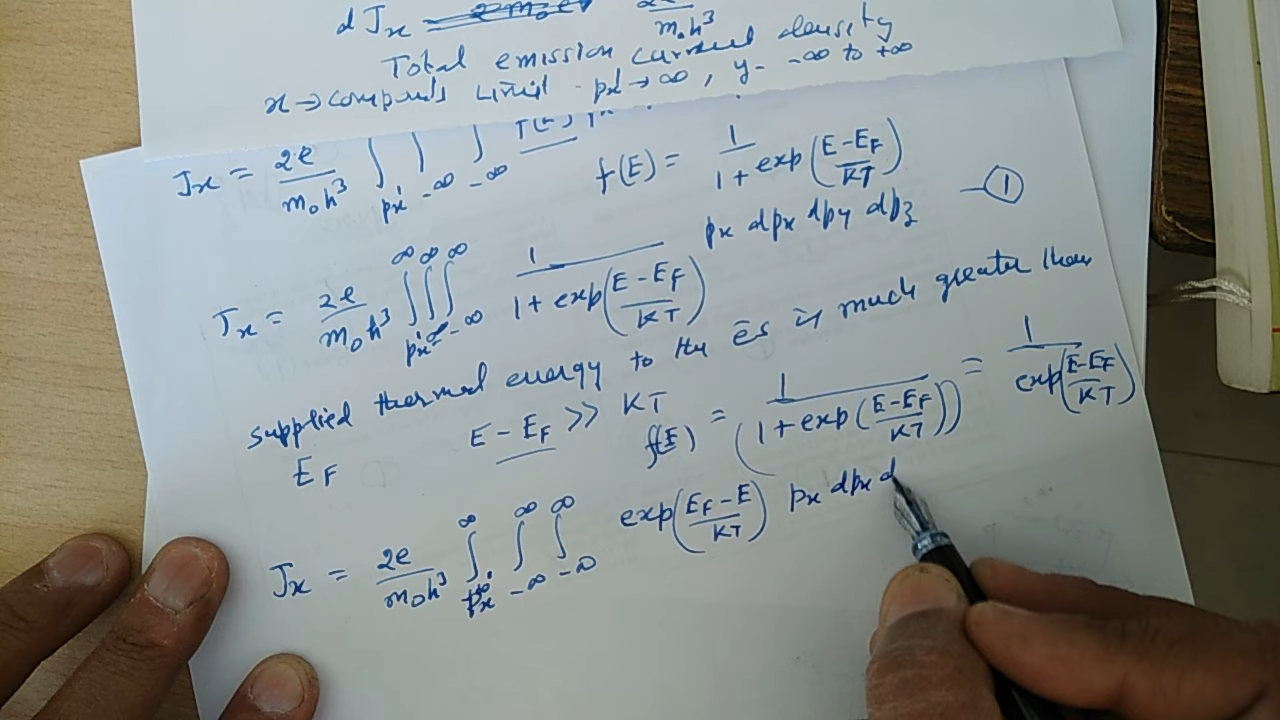 dJx =
m₀h³
Total emission current density
x → components limit px' → ∞, y - -∞ to +∞
Jx = 2e/m₀h³ ∫px' ∫-∞ ∫-∞ f(E) px
f(E) = 1/(1 + exp((E - EF)/KT))
Jx = 2e/m₀h³ ∫px'^∞ ∫-∞^∞ ∫-∞^∞ 1/(1 + exp((E - EF)/KT)) px dpx dpy dpz — ①
supplied thermal energy to the ēs is much greater than
EF E - EF >> KT
f(E) = 1/(1 + exp((E - EF)/KT)) = 1/exp((E - EF)/KT)
Jx = 2e/m₀h³ ∫px'^∞ ∫-∞^∞ ∫-∞^∞ exp((EF - E)/KT) px dpx d